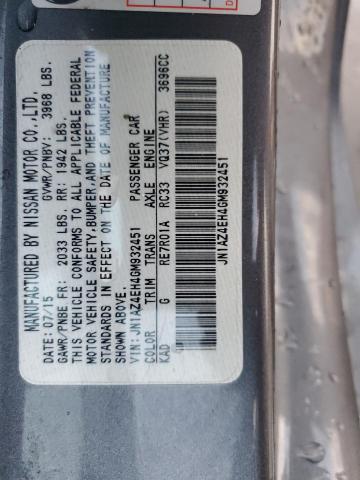 MANUFACTURED BY NISSAN MOTOR CO.,LTD.
DATE: 07/15 GVWR/PNBV: 3968 LBS.
GAWR/PNBE FR: 2033 LBS. RR: 1942 LBS.
THIS VEHICLE CONFORMS TO ALL APPLICABLE FEDERAL
MOTOR VEHICLE SAFETY,BUMPER,AND THEFT PREVENTION
STANDARDS IN EFFECT ON THE DATE OF MANUFACTURE
SHOWN ABOVE.
VIN: JN1AZ4EH4GM932451 PASSENGER CAR
COLOR TRIM TRANS AXLE ENGINE
KAD G RE7R01A RC33 VQ37(VHR) 3696CC
JN1AZ4EH4GM932451